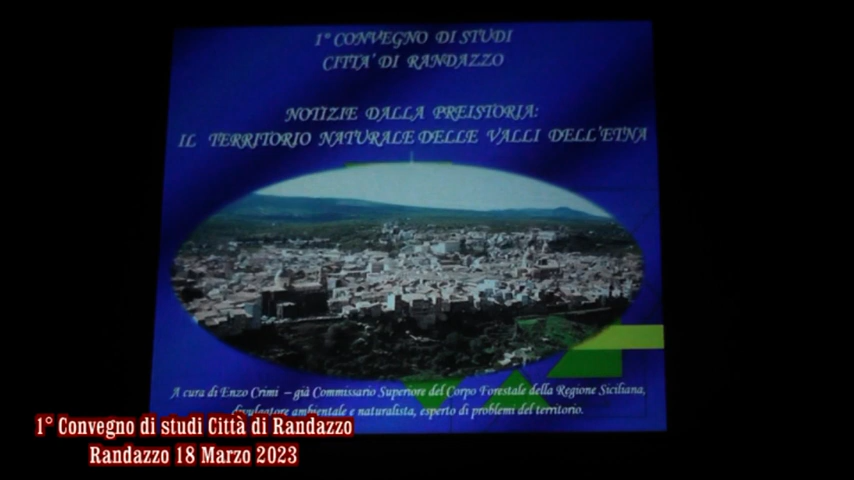 1° CONVEGNO DI STUDI
CITTA' DI RANDAZZO
NOTIZIE DALLA PREISTORIA:
IL TERRITORIO NATURALE DELLE VALLI DELL'ETNA
A cura di Enzo Crimi – già Commissario Superiore del Corpo Forestale della Regione Siciliana,
divulgatore ambientale e naturalista, esperto di problemi del territorio.
1° Convegno di studi Città di Randazzo
Randazzo 18 Marzo 2023